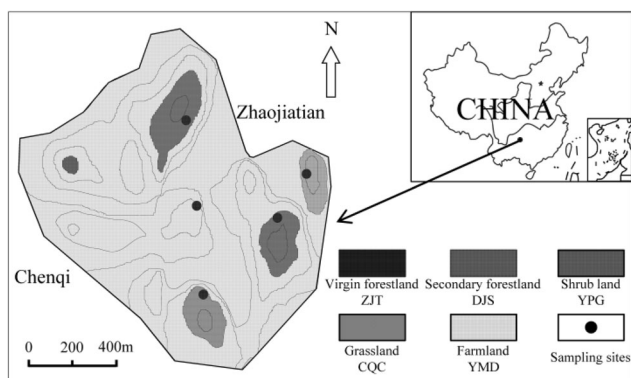 N
Zhaojiatian
CHINA
Chenqi
Virgin forestland
ZJT
Secondary forestland
DJS
Shrub land
YPG
0 200 400m
Grassland
CQC
Farmland
YMD
Sampling sites